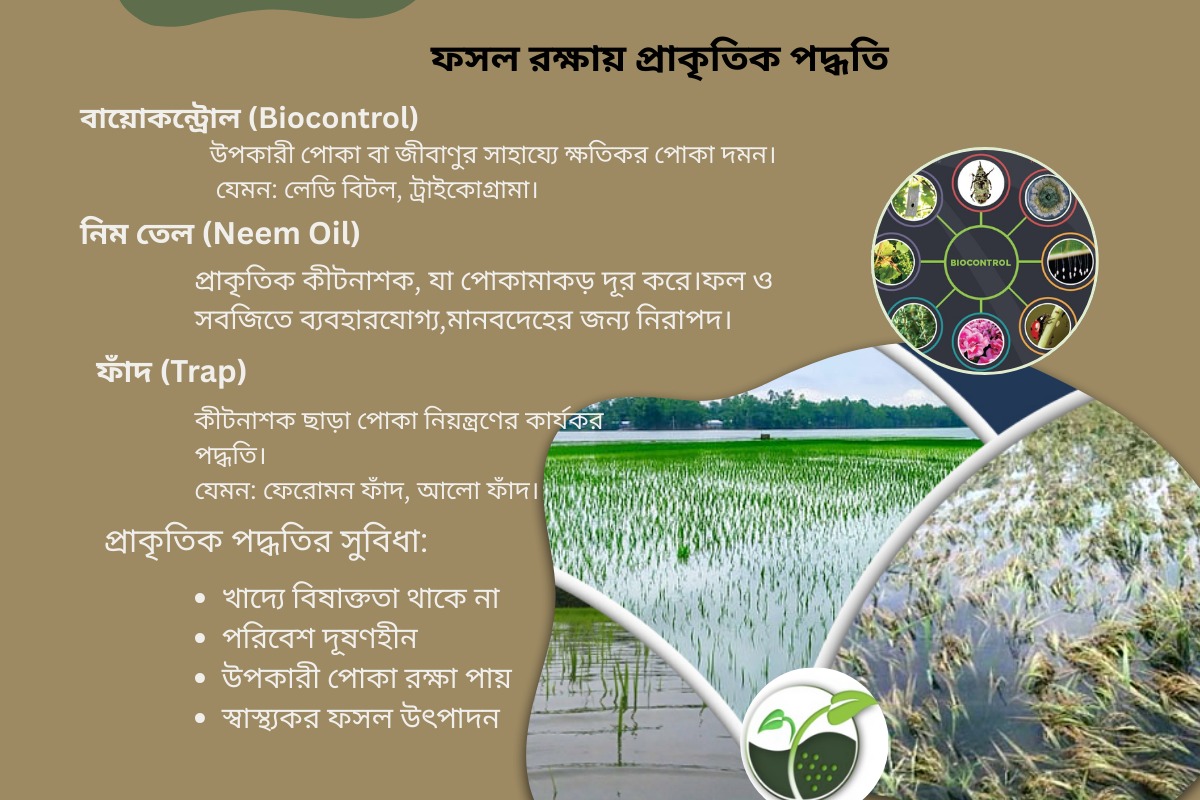 ফসল রক্ষায় প্রাকৃতিক পদ্ধতি
বায়োকন্ট্রোল (Biocontrol)
উপকারী পোকা বা জীবাণুর সাহায্যে ক্ষতিকর পোকা দমন।
যেমন: লেডি বিটল, ট্রাইকোগ্রামা।
BIOCONTROL
নিম তেল (Neem Oil)
প্রাকৃতিক কীটনাশক, যা পোকামাকড় দূর করে।ফল ও
সবজিতে ব্যবহারযোগ্য,মানবদেহের জন্য নিরাপদ।
ফাঁদ (Trap)
কীটনাশক ছাড়া পোকা নিয়ন্ত্রণের কার্যকর
পদ্ধতি।
যেমন: ফেরোমন ফাঁদ, আলো ফাঁদ।
প্রাকৃতিক পদ্ধতির সুবিধা:
• খাদ্যে বিষাক্ততা থাকে না
• পরিবেশ দূষণহীন
• উপকারী পোকা রক্ষা পায়
• স্বাস্থ্যকর ফসল উৎপাদন